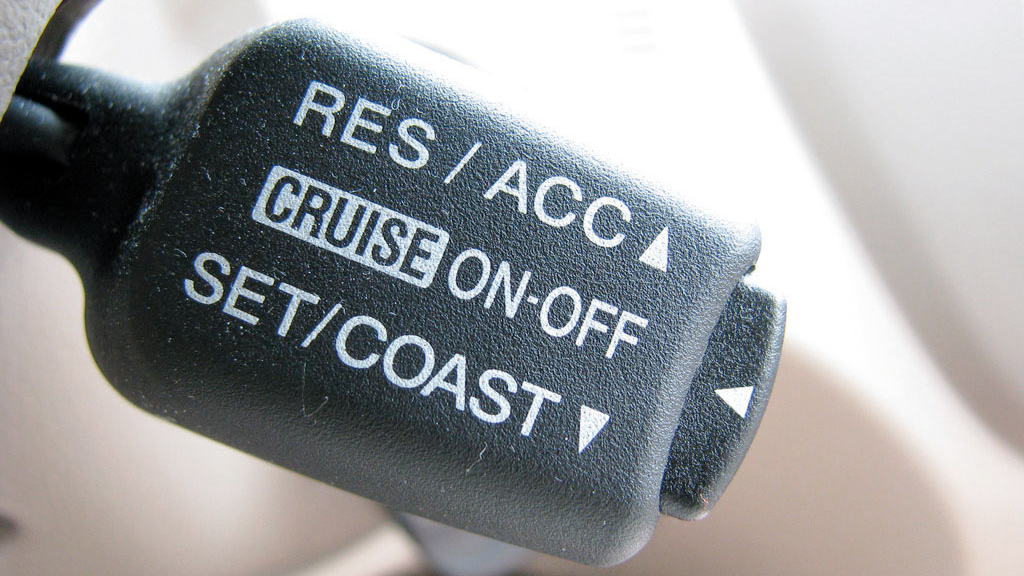 RES / ACC ▲
CRUISE ON-OFF
SET/COAST ▼